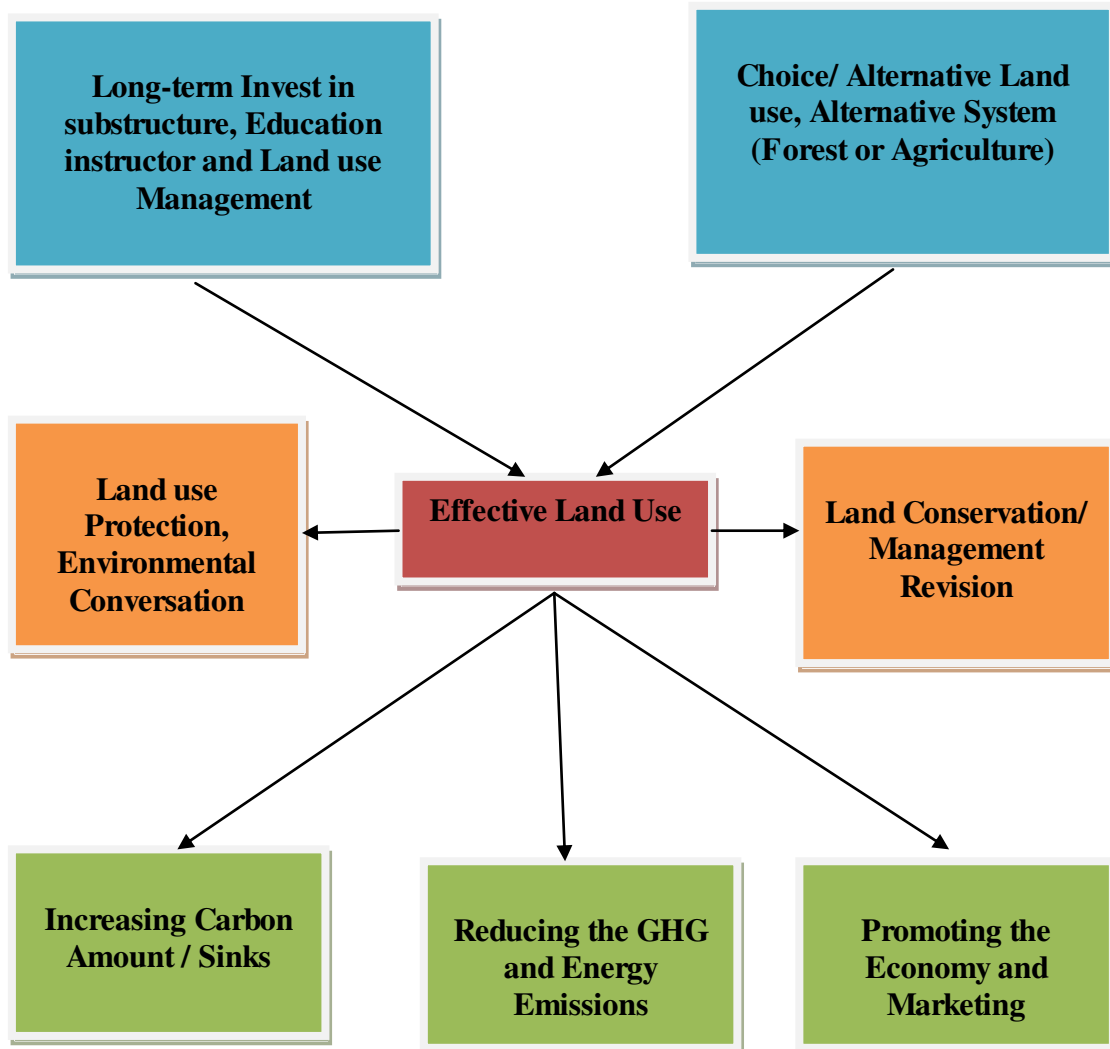 Long-term Invest in
substructure, Education
instructor and Land use
Management
Choice/ Alternative Land
use, Alternative System
(Forest or Agriculture)
Land use
Protection,
Environmental
Conversation
Effective Land Use
Land Conservation/
Management
Revision
Increasing Carbon
Amount / Sinks
Reducing the GHG
and Energy
Emissions
Promoting the
Economy and
Marketing